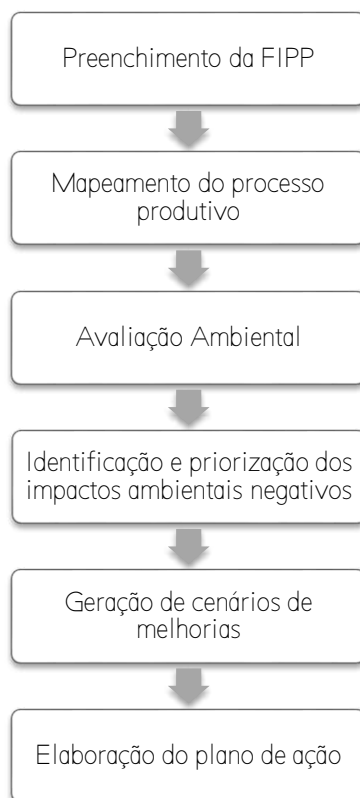 Preenchimento da FIPP
Mapeamento do processo
produtivo
Avaliação Ambiental
Identificação e priorização dos
impactos ambientais negativos
Geração de cenários de
melhorias
Elaboração do plano de ação